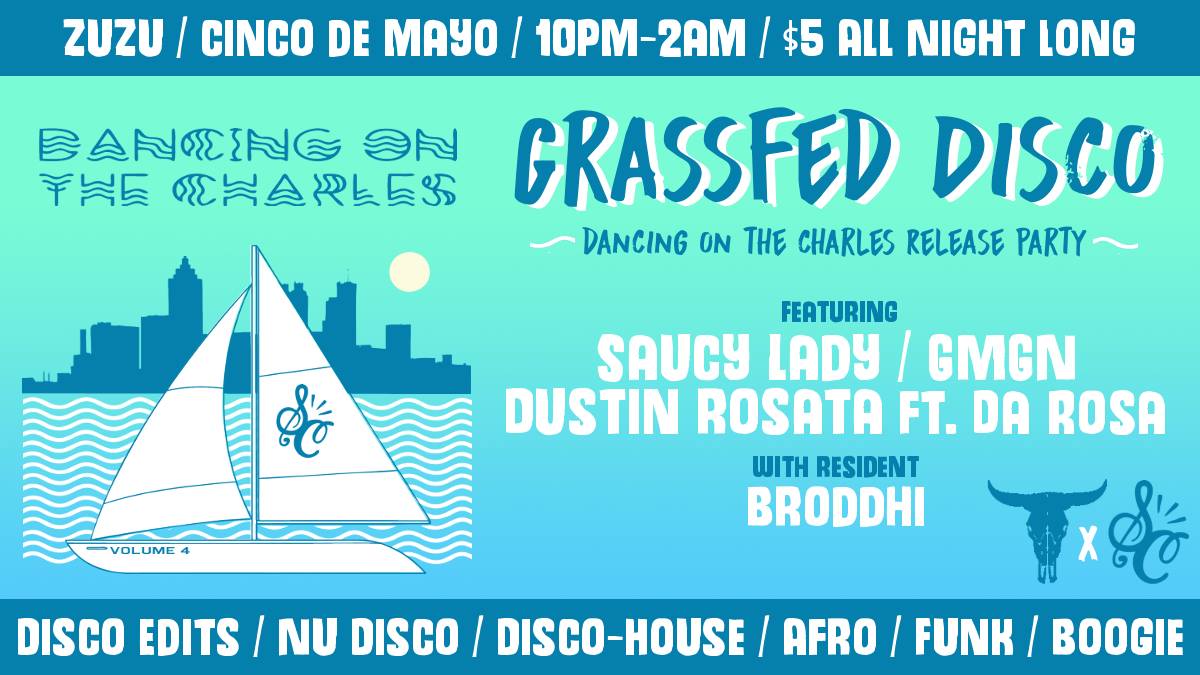 ZUZU / CINCO DE MAYO / 10PM-2AM / $5 ALL NIGHT LONG
DANCING ON
THE CHARLES
SC
VOLUME 4
GRASSFED DISCO
DANCING ON THE CHARLES RELEASE PARTY
FEATURING
SAUCY LADY / GMGN
DUSTIN ROSATA FT. DA ROSA
WITH RESIDENT
BRODDHI
X SC
DISCO EDITS / NU DISCO / DISCO-HOUSE / AFRO / FUNK / BOOGIE